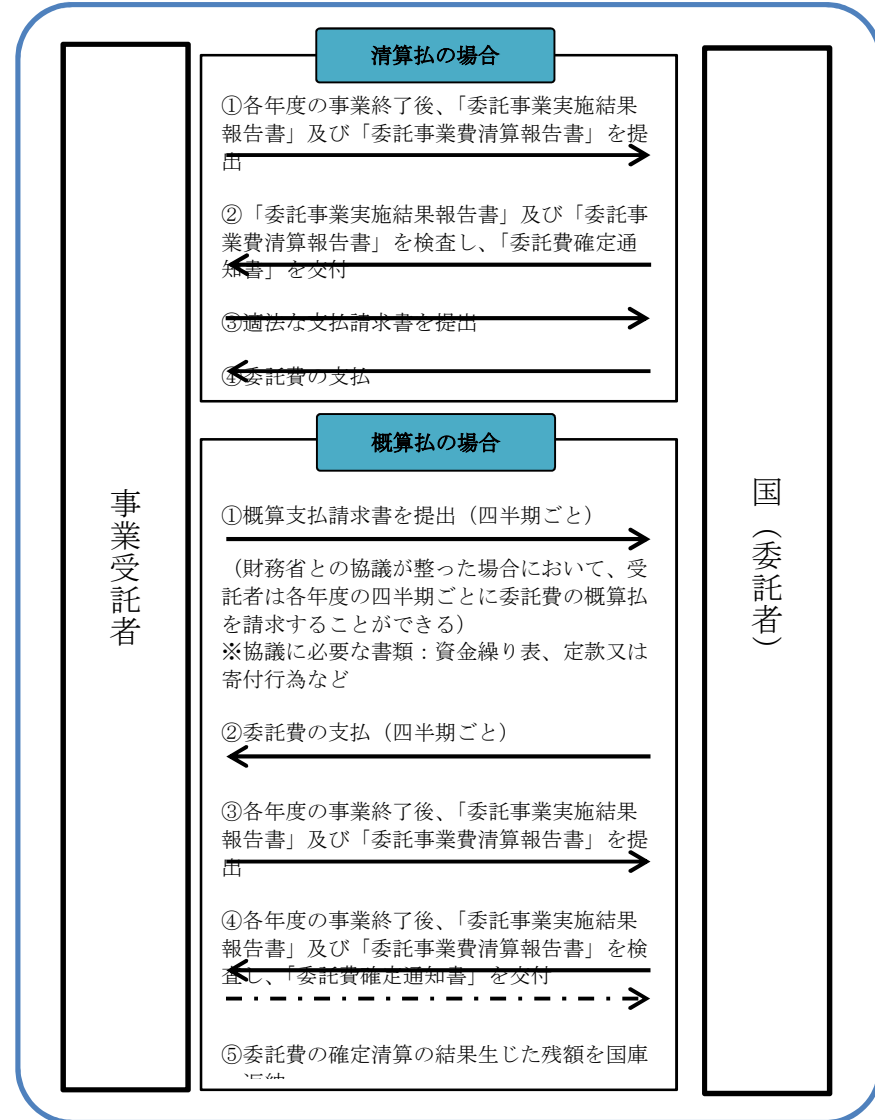 事業受託者
清算払の場合
①各年度の事業終了後、「委託事業実施結果
報告書」及び「委託事業費清算報告書」を提
出
②「委託事業実施結果報告書」及び「委託事
業費清算報告書」を検査し、「委託費確定通
知書」を交付
③適法な支払請求書を提出
④委託費の支払
概算払の場合
①概算支払請求書を提出（四半期ごと）
（財務省との協議が整った場合において、受
託者は各年度の四半期ごとに委託費の概算払
を請求することができる）
※協議に必要な書類：資金繰り表、定款又は
寄付行為など
②委託費の支払（四半期ごと）
③各年度の事業終了後、「委託事業実施結果
報告書」及び「委託事業費清算報告書」を提
出
④各年度の事業終了後、「委託事業実施結果
報告書」及び「委託事業費清算報告書」を検
査し、「委託費確定通知書」を交付
⑤委託費の確定清算の結果生じた残額を国庫
国（委託者）